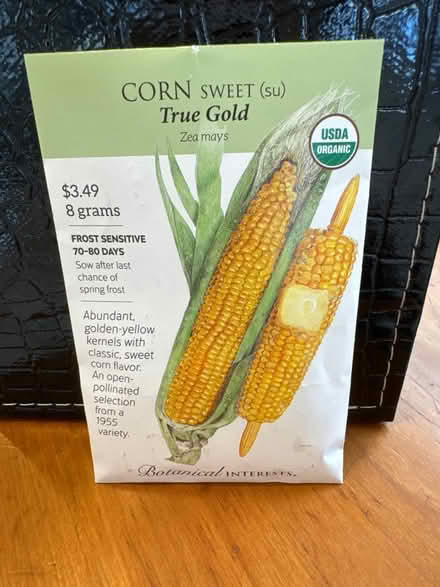 CORN SWEET (su)
True Gold
Zea mays
USDA
ORGANIC
$3.49
8 grams
FROST SENSITIVE
70-80 DAYS
Sow after last
chance of
spring frost
Abundant,
golden-yellow
kernels with
classic, sweet
corn flavor.
An open-
pollinated
selection
from a
1955
variety.
Botanical INTERESTS.